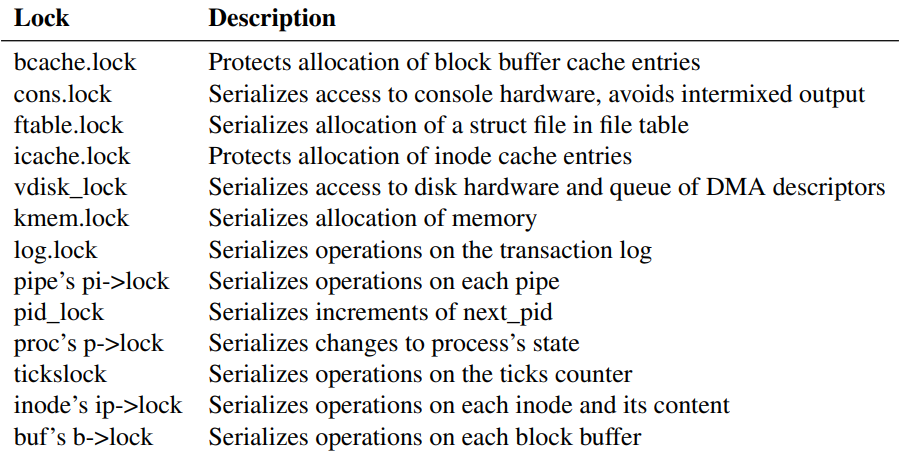 Lock Description
bcache.lock Protects allocation of block buffer cache entries
cons.lock Serializes access to console hardware, avoids intermixed output
ftable.lock Serializes allocation of a struct file in file table
icache.lock Protects allocation of inode cache entries
vdisk_lock Serializes access to disk hardware and queue of DMA descriptors
kmem.lock Serializes allocation of memory
log.lock Serializes operations on the transaction log
pipe’s pi->lock Serializes operations on each pipe
pid_lock Serializes increments of next_pid
proc’s p->lock Serializes changes to process’s state
tickslock Serializes operations on the ticks counter
inode’s ip->lock Serializes operations on each inode and its content
buf’s b->lock Serializes operations on each block buffer